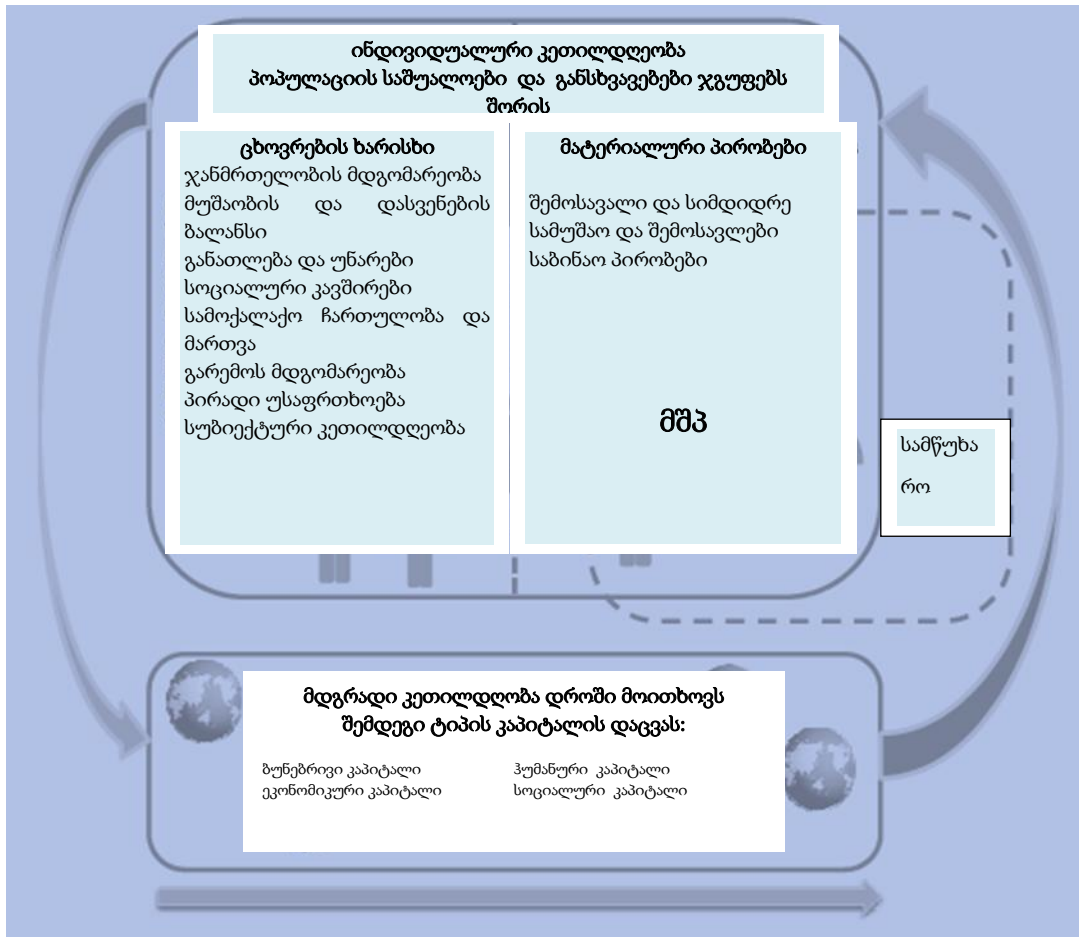 ინდივიდუალური კეთილდღეობა
პოპულაციის საშუალოები და განსხვავებები ჯგუფებს
შორის
ცხოვრების ხარისხი
ჯანმრთელობის მდგომარეობა
მუშაობის და დასვენების
ბალანსი
განათლება და უნარები
სოციალური კავშირები
სამოქალაქო ჩართულობა და
მართვა
გარემოს მდგომარეობა
პირადი უსაფრთხოება
სუბიექტური კეთილდღეობა
მატერიალური პირობები
შემოსავალი და სიმდიდრე
სამუშაო და შემოსავლები
საბინაო პირობები
მშპ
სამწუხა
რო
მდგრადი კეთილდღობა დროში მოითხოვს
შემდეგი ტიპის კაპიტალის დაცვას:
ბუნებრივი კაპიტალი
ეკონომიკური კაპიტალი
ჰუმანური კაპიტალი
სოციალური კაპიტალი